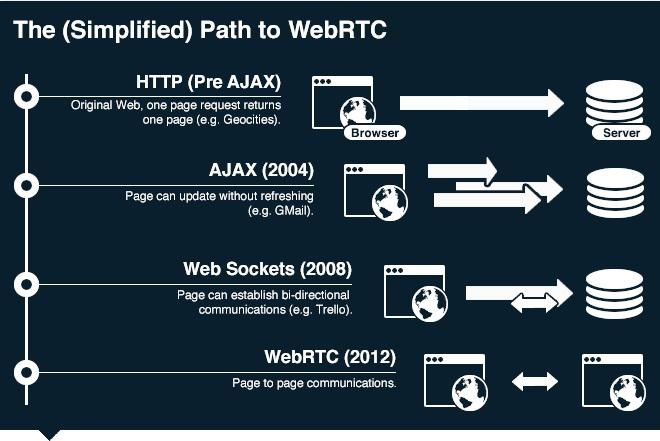 The (Simplified) Path to WebRTC
HTTP (Pre AJAX)
Original Web, one page request returns
one page (e.g. Geocities).
Browser
Server
AJAX (2004)
Page can update without refreshing
(e.g. GMail).
Web Sockets (2008)
Page can establish bi-directional
communications (e.g. Trello).
WebRTC (2012)
Page to page communications.